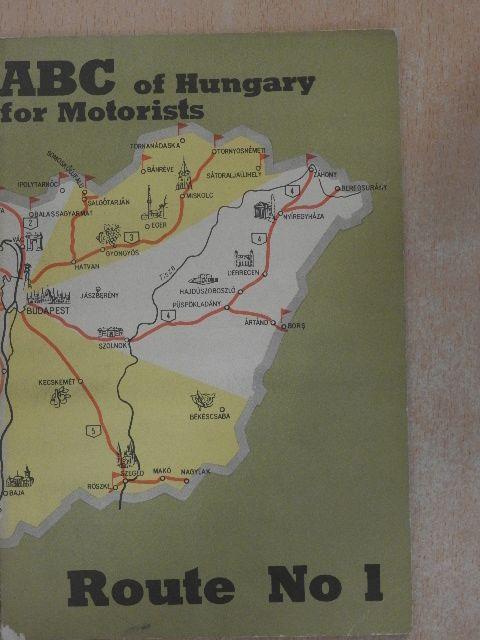 ABC of Hungary
for Motorists
TORNANÁDASKA
SOMOSKŐÚJFALU
TORNYOSNÉMETI
BÁNRÉVE
IPOLYTARNÓC
SÁTORALJAÚJHELY
ZÁHONY
4
BEREGSURÁNY
SALGÓTARJÁN
MISKOLC
BALASSAGYARMAT
2
NYÍREGYHÁZA
EGER
3
4
GYÖNGYÖS
HATVAN
Tisza
DEBRECEN
JÁSZBERÉNY
HAJDÚSZOBOSZLÓ
BUDAPEST
PÜSPÖKLADÁNY
4
ÁRTÁND
BORS
SZOLNOK
KECSKEMÉT
BÉKÉSCSABA
5
SZEGED
MAKÓ
NAGYLAK
RÖSZKE
BAJA
Route No 1